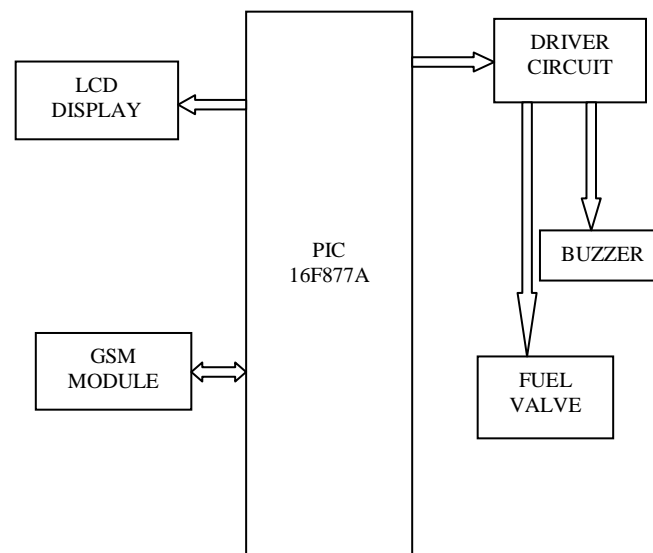 DRIVER
CIRCUIT
LCD
DISPLAY
PIC
16F877A
BUZZER
GSM
MODULE
FUEL
VALVE